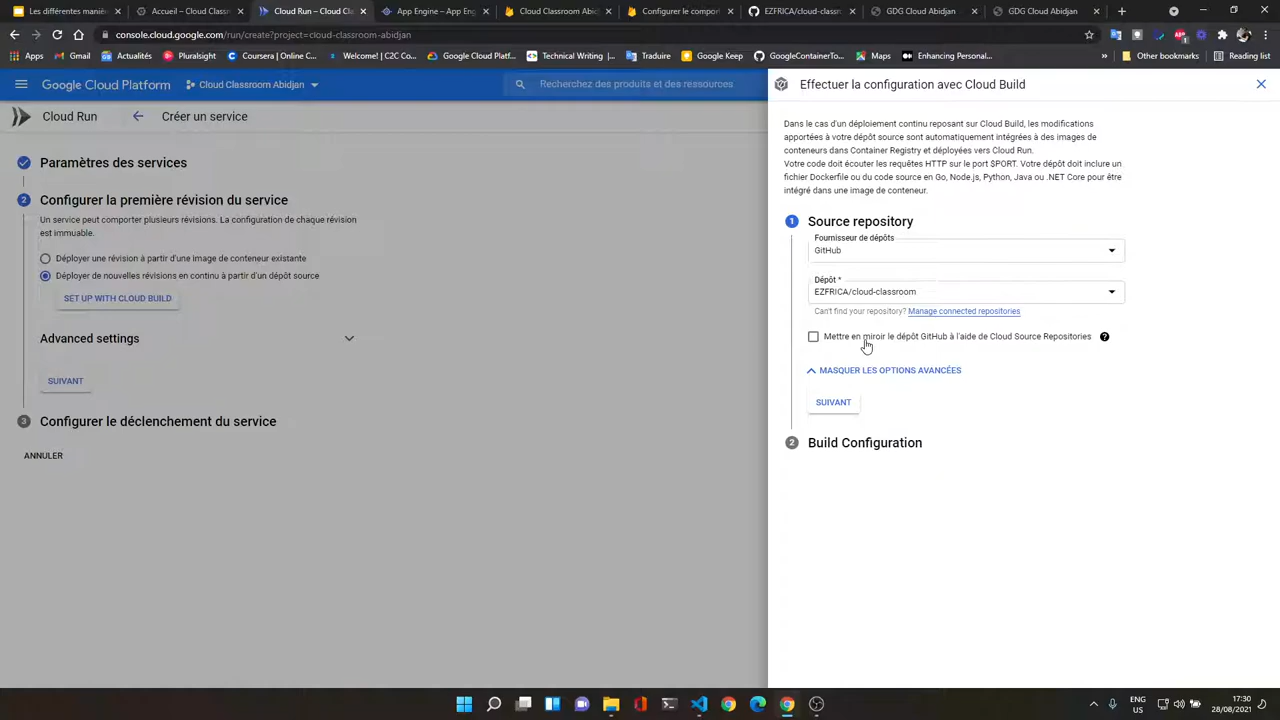 Les différentes manière
Accueil – Cloud Classro
Cloud Run – Cloud Cla
App Engine – App Eng
Cloud Classroom Abid
Configurer le compor
EZFRICA/cloud-classr
GDG Cloud Abidjan
GDG Cloud Abidjan
console.cloud.google.com/run/create?project=cloud-classroom-abidjan
Apps
Gmail
Actualités
Pluralsight
Coursera | Online C...
Welcome! | C2C Co...
Google Cloud Plat...
Technical Writing |...
Traduire
Google Keep
GoogleContainerTo...
Maps
Enhancing Personal...
»
Other bookmarks
Reading list
Google Cloud Platform
Cloud Classroom Abidjan
Recherchez des produits et des ressources
Cloud Run
Créer un service
Paramètres des services
2 Configurer la première révision du service
Un service peut comporter plusieurs révisions. La configuration de chaque révision
est immuable.
Déployer une révision à partir d'une image de conteneur existante
Déployer de nouvelles révisions en continu à partir d'un dépôt source
SET UP WITH CLOUD BUILD
Advanced settings
SUIVANT
3 Configurer le déclenchement du service
ANNULER
Effectuer la configuration avec Cloud Build
Dans le cas d'un déploiement continu reposant sur Cloud Build, les modifications
apportées à votre dépôt source sont automatiquement intégrées à des images de
conteneurs dans Container Registry et déployées vers Cloud Run.
Votre code doit écouter les requêtes HTTP sur le port $PORT. Votre dépôt doit inclure un
fichier Dockerfile ou du code source en Go, Node.js, Python, Java ou .NET Core pour être
intégré dans une image de conteneur.
1 Source repository
Fournisseur de dépôts
GitHub
Dépôt *
EZFRICA/cloud-classroom
Can't find your repository? Manage connected repositories
Mettre en miroir le dépôt GitHub à l'aide de Cloud Source Repositories
MASQUER LES OPTIONS AVANCÉES
SUIVANT
2 Build Configuration
ENG
US
17:30
28/08/2021